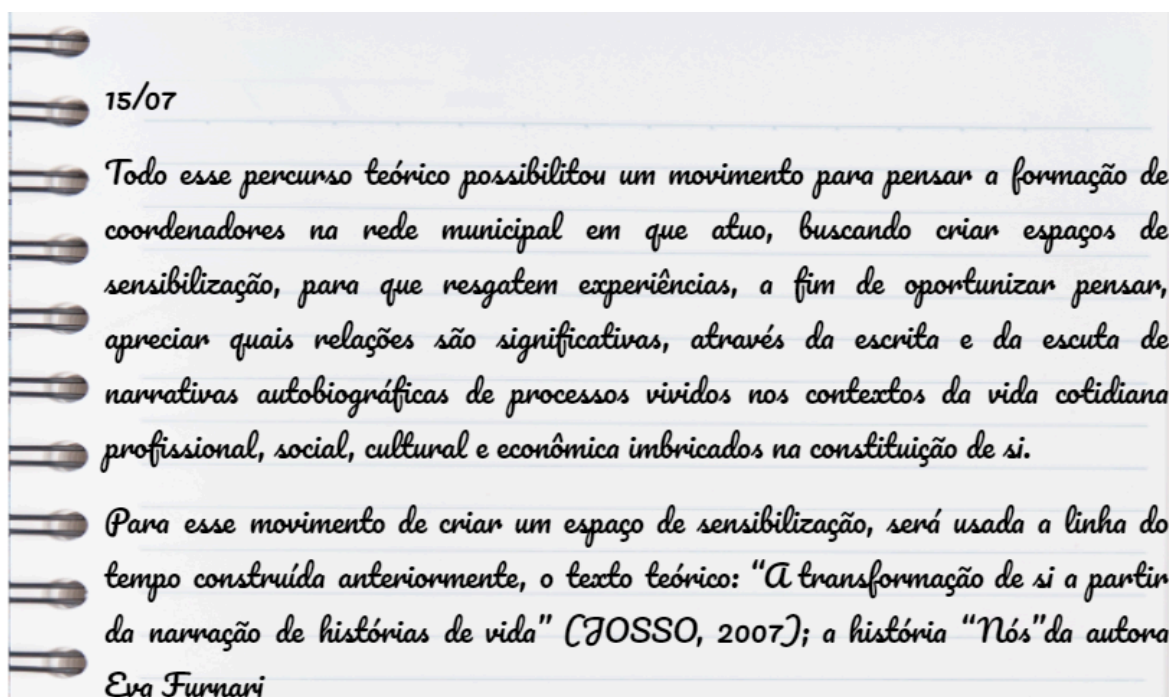 15/07
Todo esse percurso teórico possibilitou um movimento para pensar a formação de
coordenadores na rede municipal em que atuo, buscando criar espaços de
sensibilização, para que resgatem experiências, a fim de oportunizar pensar,
apreciar quais relações são significativas, através da escrita e da escuta de
narrativas autobiográficas de processos vividos nos contextos da vida cotidiana
profissional, social, cultural e econômica imbricados na constituição de si.
Para esse movimento de criar um espaço de sensibilização, será usada a linha do
tempo construída anteriormente, o texto teórico: “A transformação de si a partir
da narração de histórias de vida” (JOSSO, 2007); a história “Nós”da autora
Eva Furnari